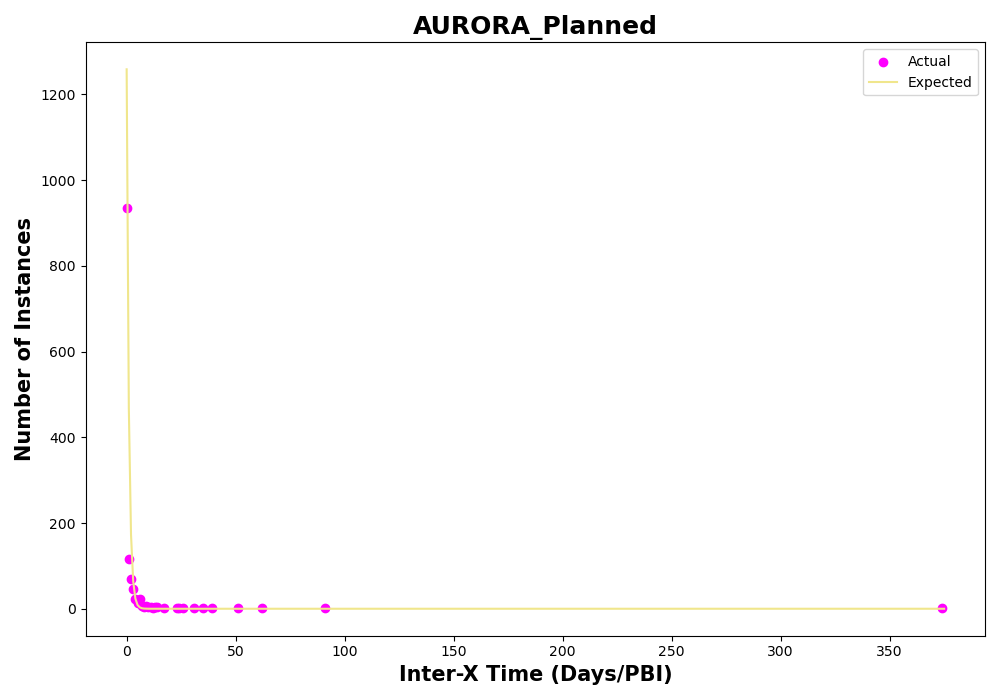 AURORA_Planned
Actual
Expected
Number of Instances
1200
1000
800
600
400
200
0
0 50 100 150 200 250 300 350
Inter-X Time (Days/PBI)